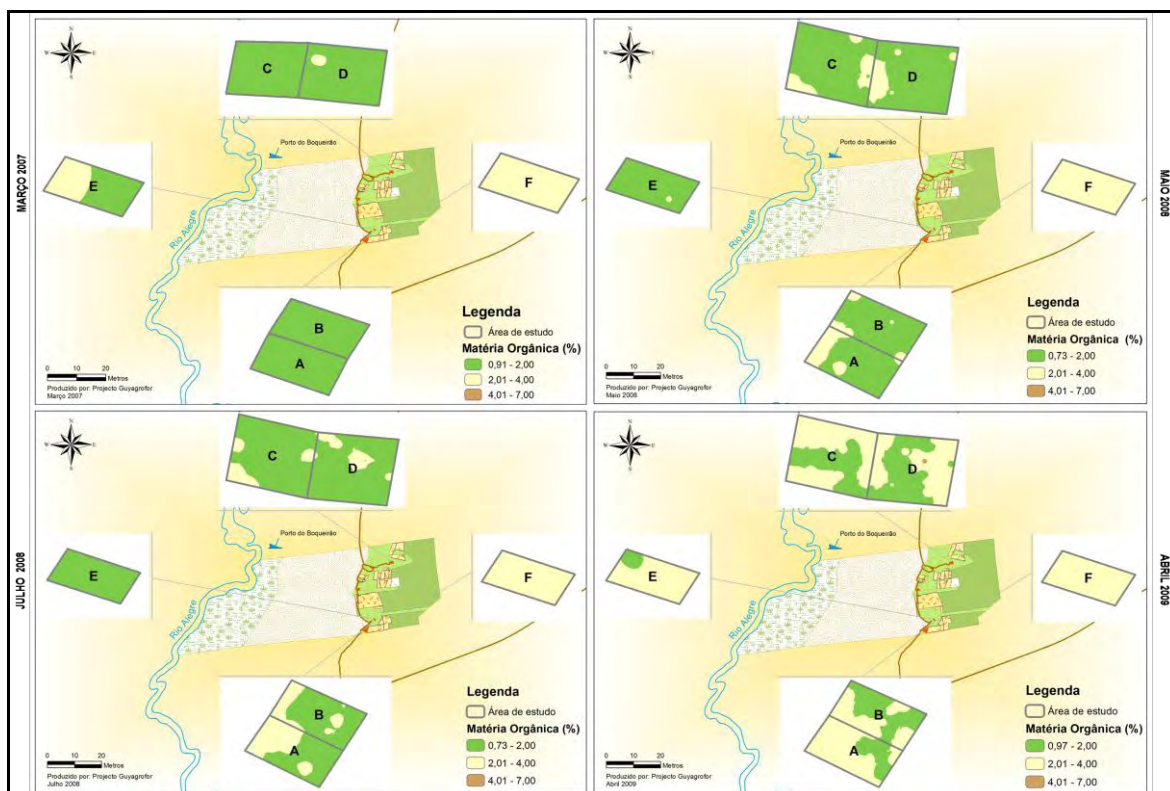 MARÇO 2007
N
W E
S
C
D
Porto do Boqueirão
E
F
Rio Alegre
B
A
Legenda
Área de estudo
Matéria Orgânica (%)
0,91 - 2,00
2,01 - 4,00
4,01 - 7,00
0 10 20
Metros
Produzido por: Projecto Guyagrofor
Março 2007
MAIO 2008
N
W E
S
C
D
Porto do Boqueirão
E
F
Rio Alegre
B
A
Legenda
Área de estudo
Matéria Orgânica (%)
0,73 - 2,00
2,01 - 4,00
4,01 - 7,00
0 10 20
Metros
Produzido por: Projecto Guyagrofor
Maio 2008
JULHO 2008
N
W E
S
C
D
Porto do Boqueirão
E
F
Rio Alegre
B
A
Legenda
Área de estudo
Matéria Orgânica (%)
0,73 - 2,00
2,01 - 4,00
4,01 - 7,00
0 10 20
Metros
Produzido por: Projecto Guyagrofor
Julho 2008
ABRIL 2009
N
W E
S
C
D
Porto do Boqueirão
E
F
Rio Alegre
B
A
Legenda
Área de estudo
Matéria Orgânica (%)
0,97 - 2,00
2,01 - 4,00
4,01 - 7,00
0 10 20
Metros
Produzido por: Projecto Guyagrofor
Abril 2009